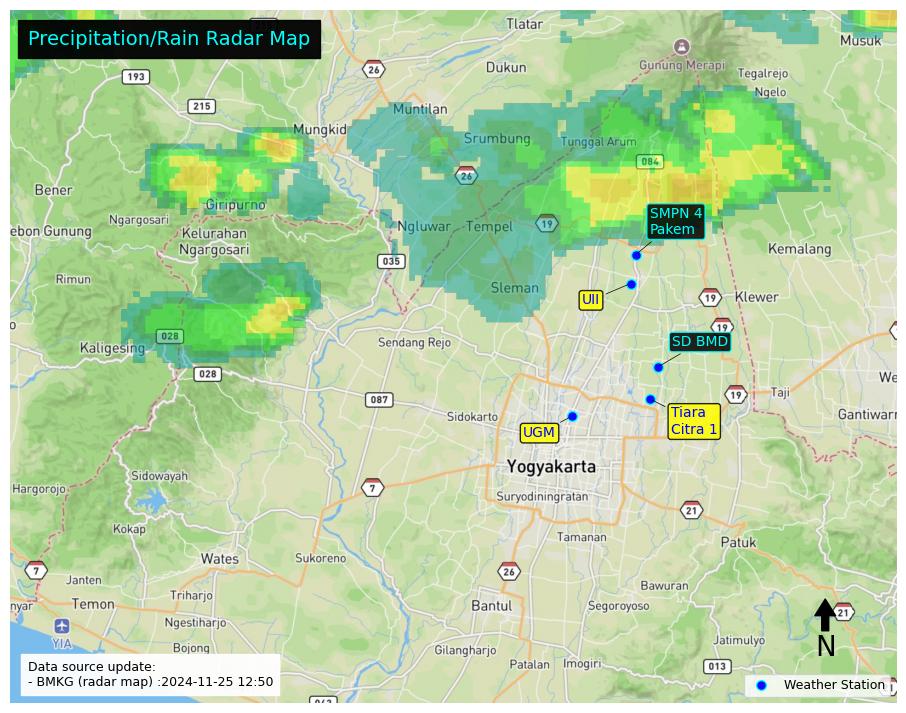 Precipitation/Rain Radar Map
Tlatar
Musuk
26
Gunung Merapi
Dukun
Tegalrejo
193
Ngelo
215
Muntilan
Mungkid
Srumbung
Tunggal Arum
084
26
Bener
Giripurno
SMPN 4
Pakem
Ngargosari
Ngluwar
Tempel
19
ebon Gunung
Kelurahan
Ngargosari
Kemalang
035
Rimun
Sleman
UII
19
Klewer
19
028
Kaligesing
Sendang Rejo
SD BMD
028
We
087
19
Taji
Sidokarto
Tiara
Citra 1
Gantiwarn
UGM
Yogyakarta
Sidowayah
Hargorojo
7
Suryodiningratan
21
Kokap
Tamanan
Patuk
Wates
Sukoreno
7
26
Janten
Bawuran
Triharjo
nyar
Temon
Bantul
Segoroyoso
21
Ngestiharjo
YIA
Jatimulyo
N
Bojong
Gilangharjo
Data source update:
- BMKG (radar map) :2024-11-25 12:50
Patalan
Imogiri
013
Weather Station